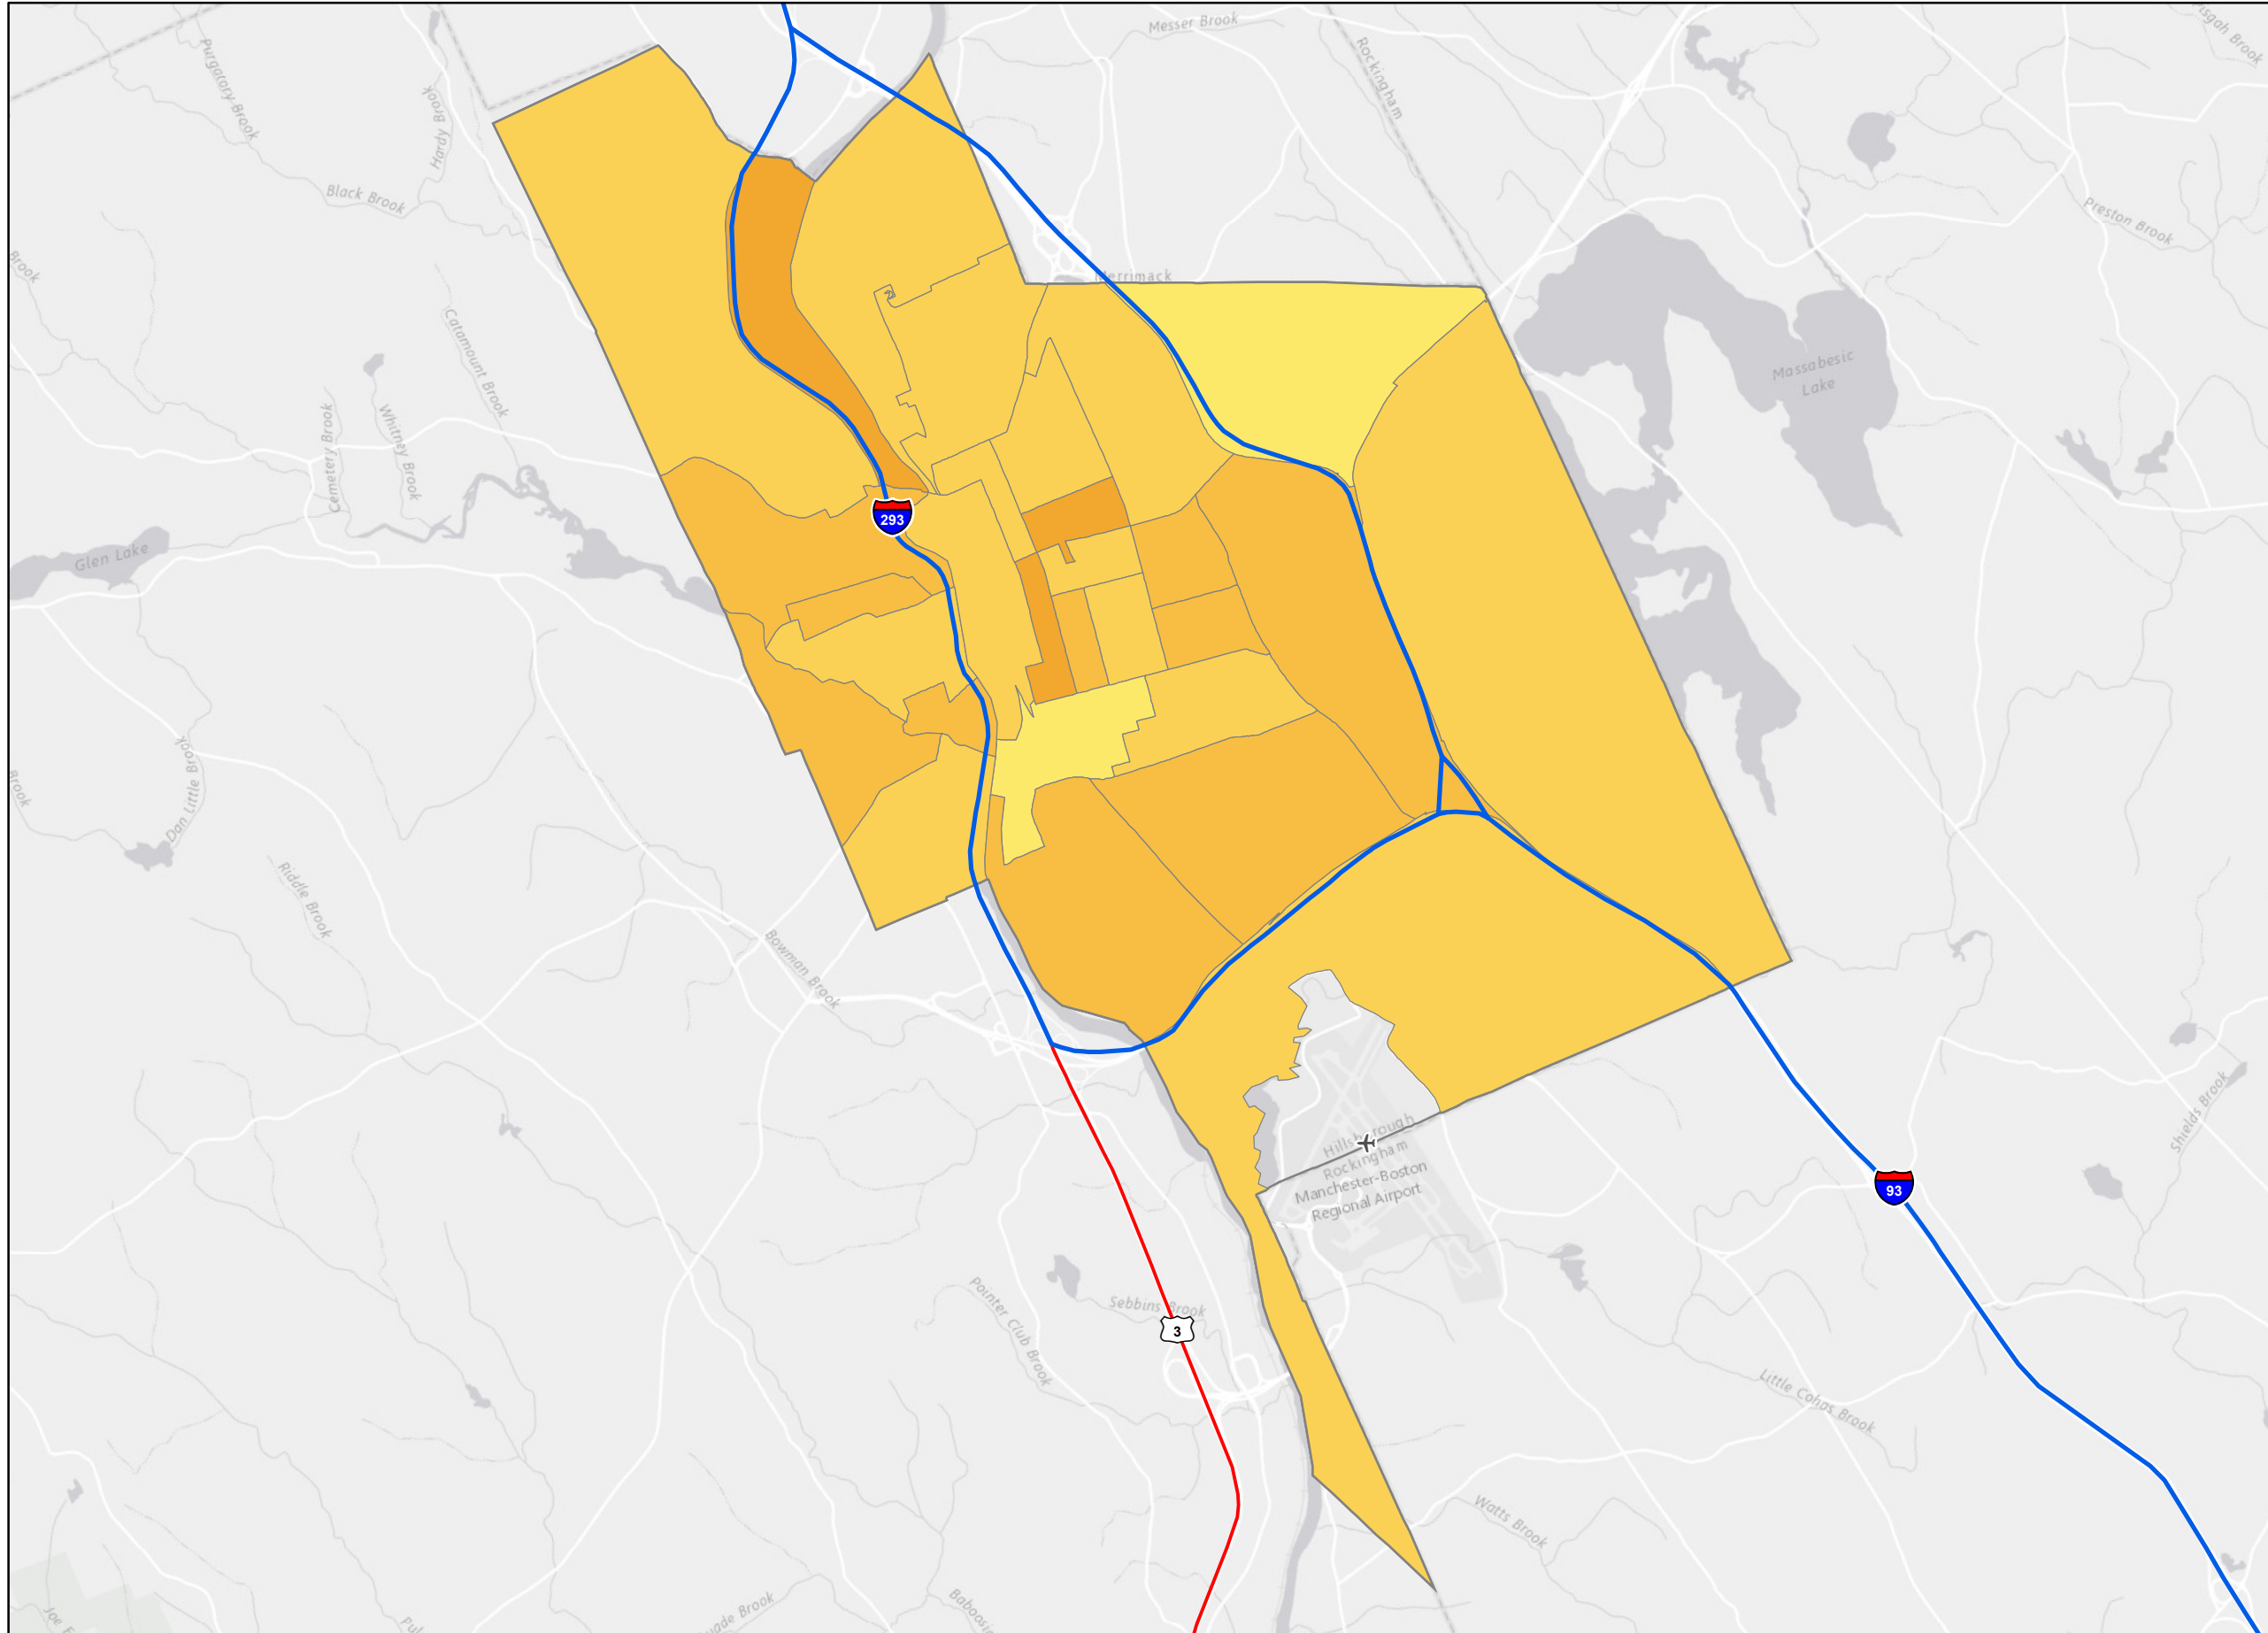 Messer Brook
Rockingham
Purgatory Brook
Hardy Brook
Black Brook
Preston Brook
Brook
Merrimack
Catamount Brook
Massabesic
Lake
Cemetery Brook
Whitney Brook
293
Glen Lake
Brook
Dan Little Brook
Riddle Brook
Bowman Brook
Shields Brook
Hillsborough
Rockingham
Manchester-Boston
Regional Airport
93
Pointer Club Brook
Sebbins Brook
3
Little Cohas Brook
Watts Brook
Brook
Joe